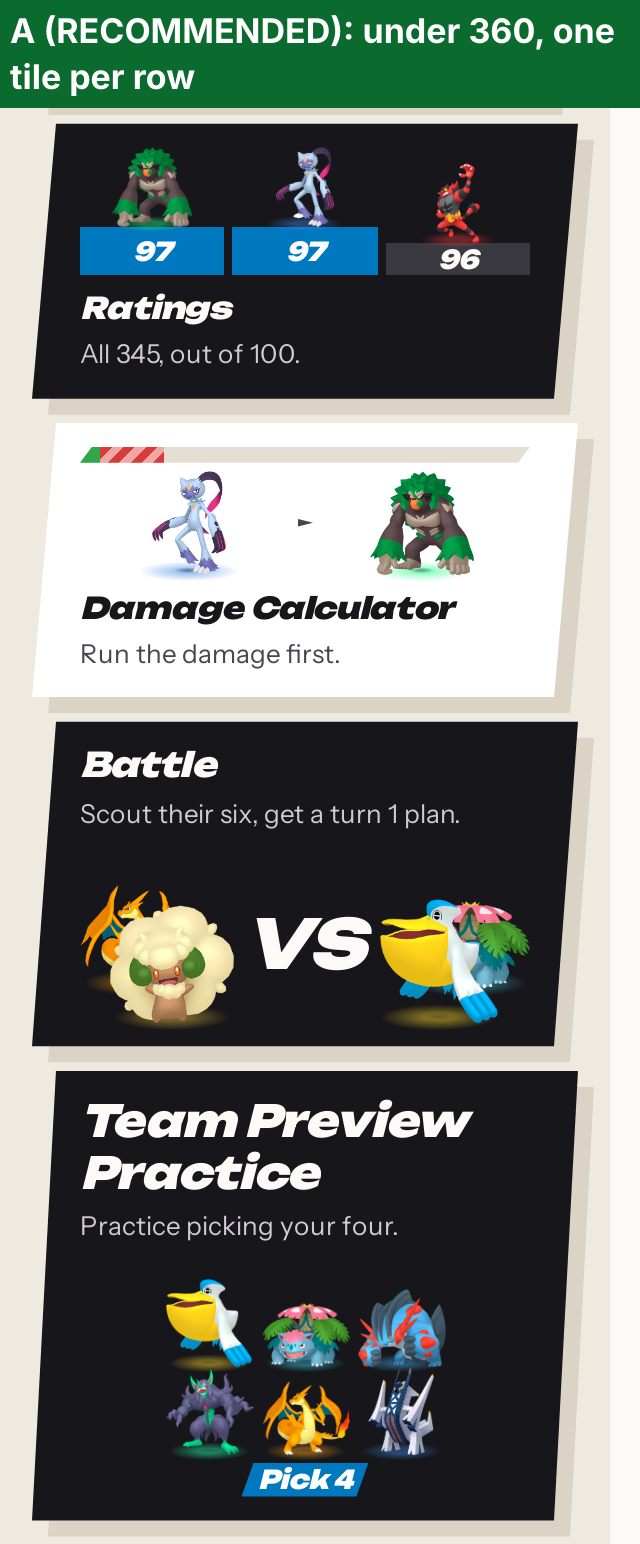 A (RECOMMENDED): under 360, one
tile per row
97
97
96
Ratings
All 345, out of 100.
Damage Calculator
Run the damage first.
Battle
Scout their six, get a turn 1 plan.
VS
Team Preview
Practice
Practice picking your four.
Pick 4